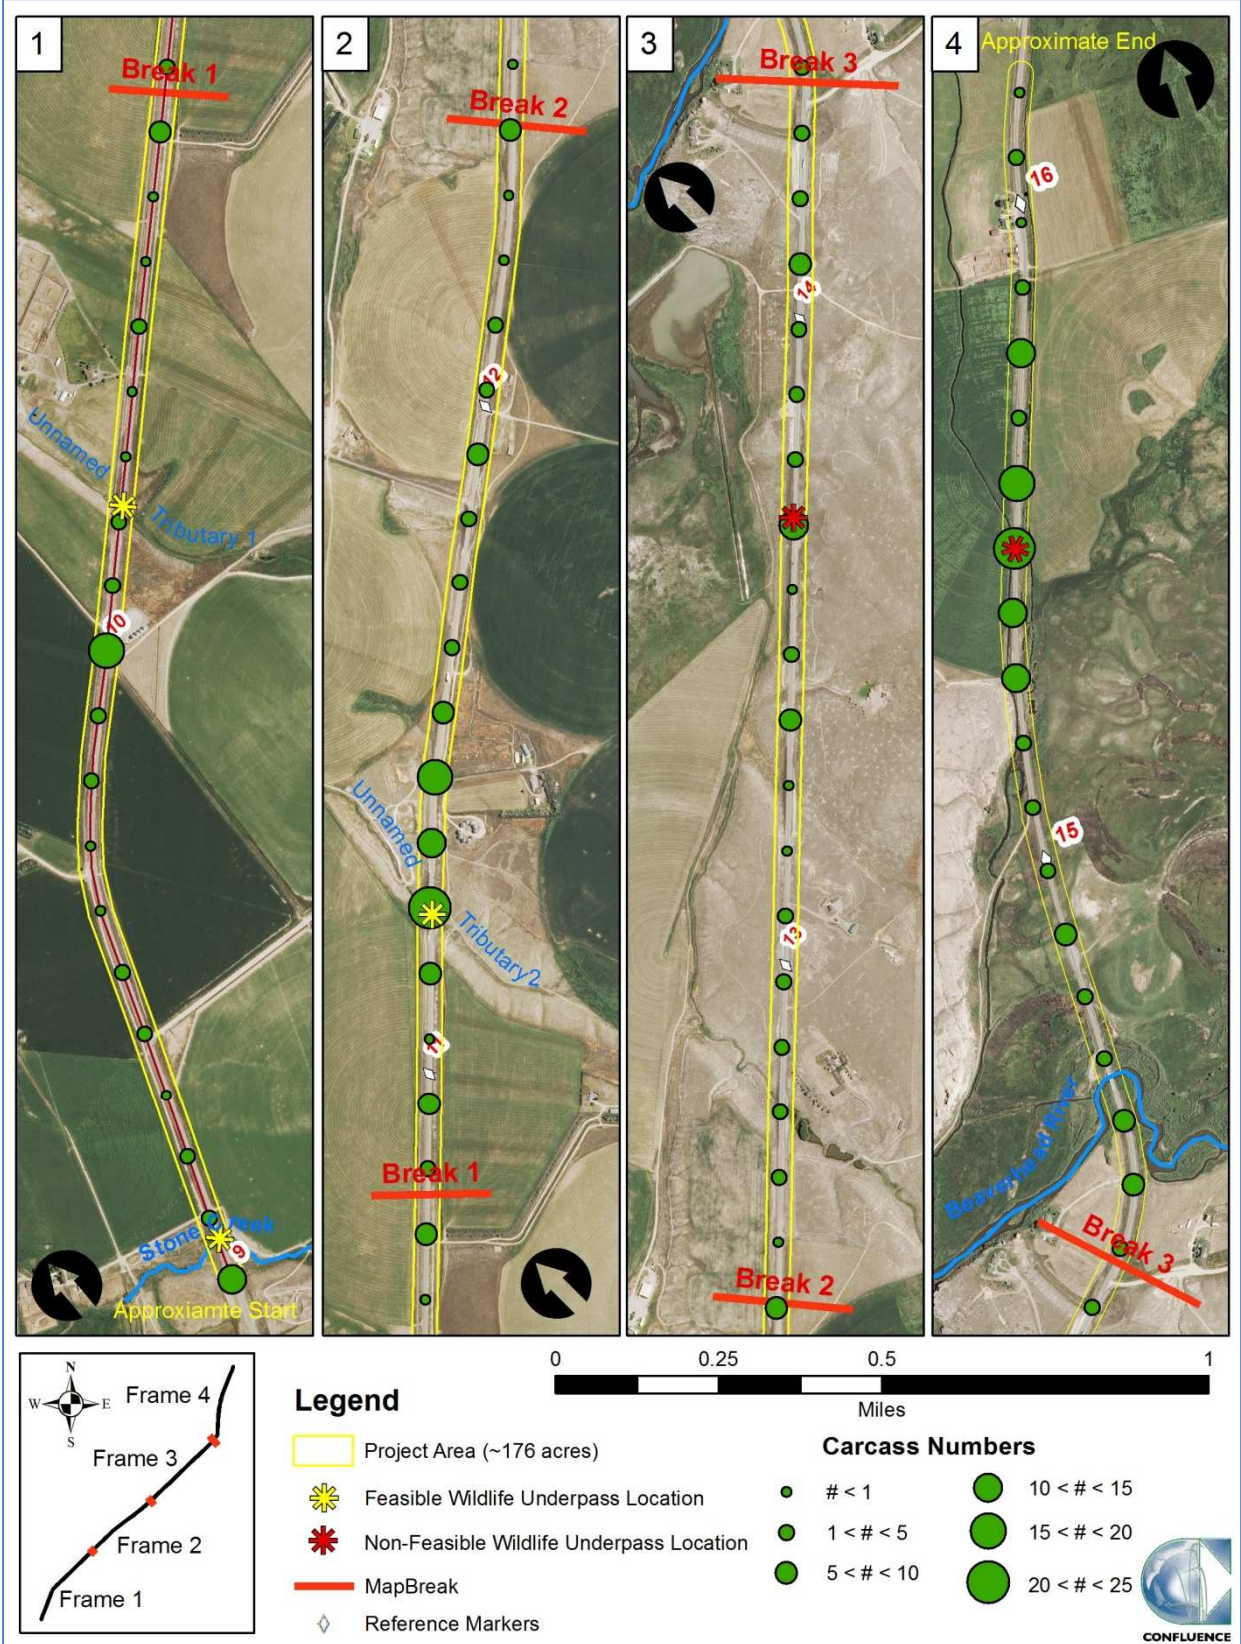 1
Break 1
Unnamed
Tributary 1
10
Stone Creek
9
Approxiamte Start
2
Break 2
12
Unnamed
Tributary2
11
Break 1
3
Break 3
14
13
Break 2
4
Approximate End
16
15
Beaverhead River
Break 3
N
W E
S
Frame 4
Frame 3
Frame 2
Frame 1
0 0.25 0.5 1
Miles
Legend
Project Area (~176 acres)
Feasible Wildlife Underpass Location
Non-Feasible Wildlife Underpass Location
MapBreak
Reference Markers
Carcass Numbers
# < 1
1 < # < 5
5 < # < 10
10 < # < 15
15 < # < 20
20 < # < 25
CONFLUENCE